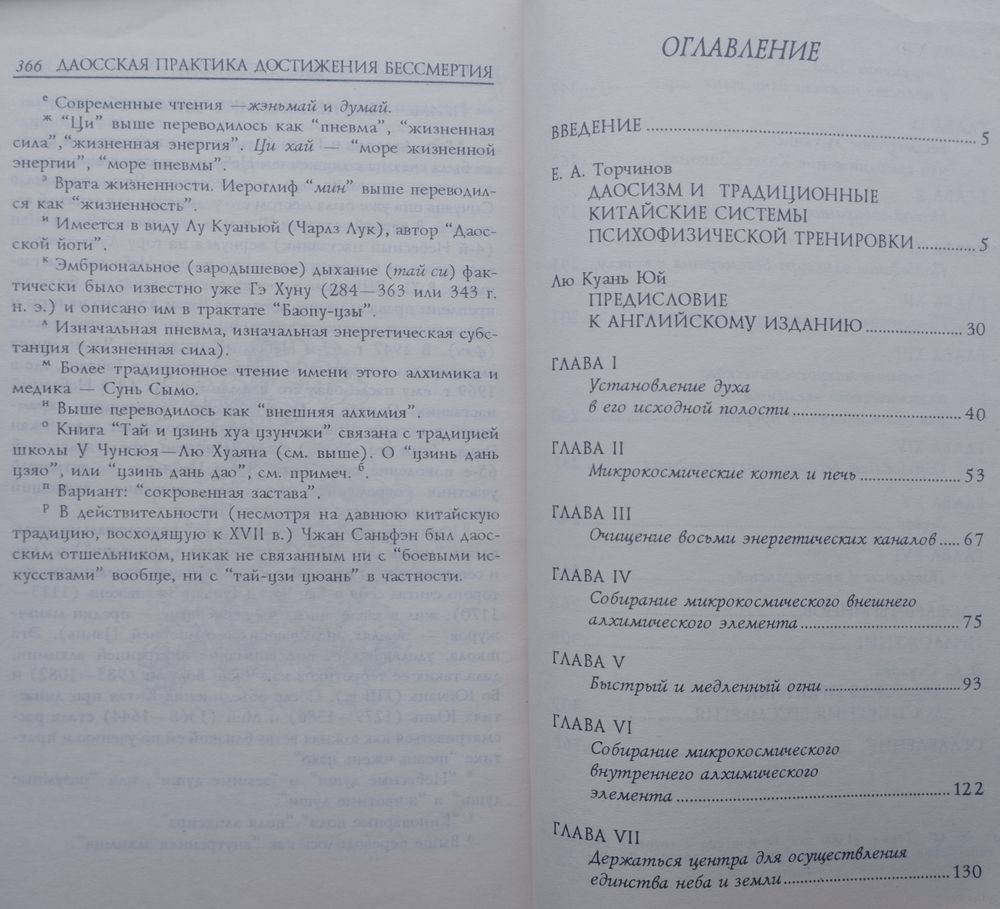 366 ДАОССКАЯ ПРАКТИКА ДОСТИЖЕНИЯ БЕССМЕРТИЯ
е Современные чтения —жэньмай и думай.
ж “Ци” выше переводилось как “пневма”, “жизненная
сила”,“жизненная энергия”. Ци хай — “море жизненной
энергии”, “море пневмы”.
з Врата жизненности. Иероглиф “мин” выше переводил-
ся как “жизненность”.
и Имеется в виду Лу Куаньюй (Чарлз Лук), автор “Даос-
ской йоги”.
к Эмбриональное (зародышевое) дыхание (тай си) фак-
тически было известно уже Гэ Хуну (284—363 или 343 г.
н. э.) и описано им в трактате “Баопу-цзы”.
л Изначальная пневма, изначальная энергетическая субс-
танция (жизненная сила).
м Более традиционное чтение имени этого алхимика и
медика — Сунь Сымо.
н Выше переводилось как “внешняя алхимия”.
о Книга “Тай и цзинь хуа цзунчжи” связана с традицией
школы У Чунсюя—Лю Хуаяна (см. выше). О “цзинь дань
цзяо”, или “цзинь дань дао”, см. примеч. б.
п Вариант: “сокровенная застава”.
р В действительности (несмотря на давнюю китайскую
традицию, восходящую к XVII в.) Чжан Саньфэн был даос-
ским отшельником, никак не связанным ни с “боевыми ис-
кусствами” вообще, ни с “тай-цзи цюань” в частности.
ОГЛАВЛЕНИЕ
ВВЕДЕНИЕ 5
Е. А. Торчинов
ДАОСИЗМ И ТРАДИЦИОННЫЕ
КИТАЙСКИЕ СИСТЕМЫ
ПСИХОФИЗИЧЕСКОЙ ТРЕНИРОВКИ 5
Лю Куань Юй
ПРЕДИСЛОВИЕ
К АНГЛИЙСКОМУ ИЗДАНИЮ 30
ГЛАВА I
Установление духа
в его исходной полости 40
ГЛАВА II
Микрокосмические котел и печь 53
ГЛАВА III
Очищение восьми энергетических каналов 67
ГЛАВА IV
Собирание микрокосмического внешнего
алхимического элемента 75
ГЛАВА V
Быстрый и медленный огни 93
ГЛАВА VI
Собирание микрокосмического
внутреннего алхимического
элемента 122
ГЛАВА VII
Держаться центра для осуществления
единства неба и земли 130